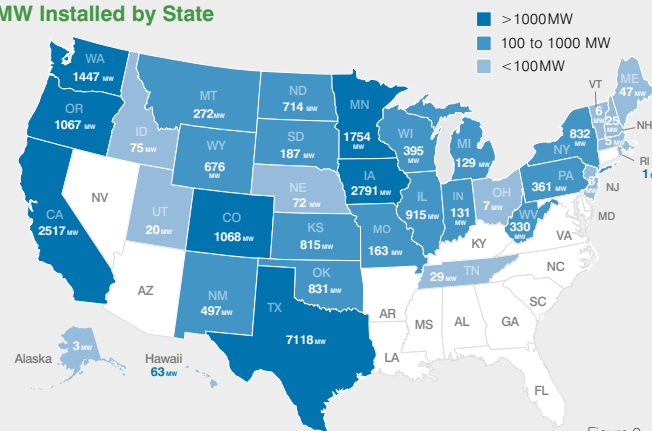 MW Installed by State
>1000MW
100 to 1000 MW
<100MW
WA
1447 MW
OR
1067 MW
CA
2517 MW
NV
ID
75 MW
MT
272 MW
WY
676
MW
UT
20 MW
AZ
CO
1068 MW
NM
497 MW
ND
714 MW
SD
187 MW
NE
72 MW
KS
815 MW
OK
831 MW
TX
7118 MW
MN
1754
MW
IA
2791 MW
MO
163 MW
AR
LA
WI
395
MW
IL
915 MW
MI
129 MW
IN
131
MW
OH
7 MW
KY
29 MW TN
MS
AL
GA
FL
SC
NC
VA
WV
330
MW
PA
361 MW
832
MW
NY
VT
6
MW
NH
25
MW
ME
47 MW
5 MW
RI
1
NJ
8
MW
MD
Alaska
3 MW
Hawaii
63 MW